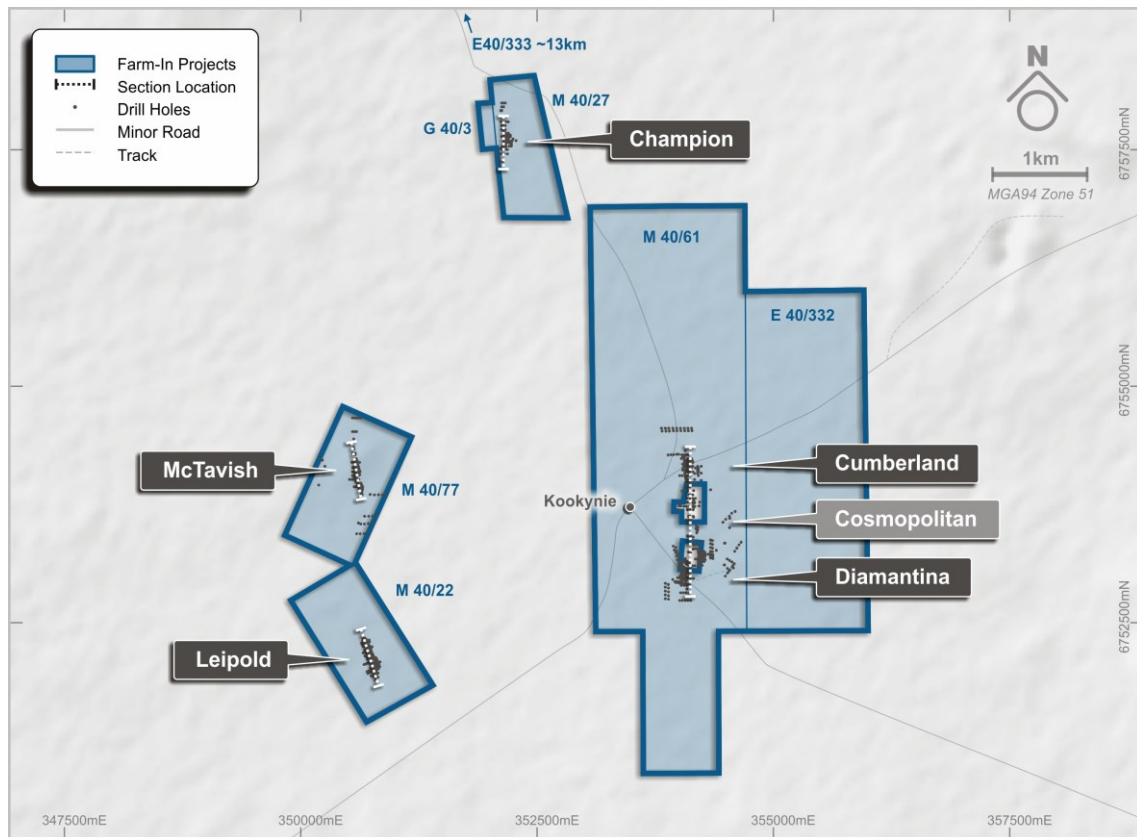 E40/333 ~13km
Farm-In Projects
Section Location
Drill Holes
Minor Road
Track
M 40/27
G 40/3
Champion
N
1km
MGA94 Zone 51
6757500mN
M 40/61
E 40/332
6755000mN
McTavish
M 40/77
Cumberland
Kookynie
Cosmopolitan
Diamantina
M 40/22
Leipold
6752500mN
347500mE
350000mE
352500mE
355000mE
357500mE